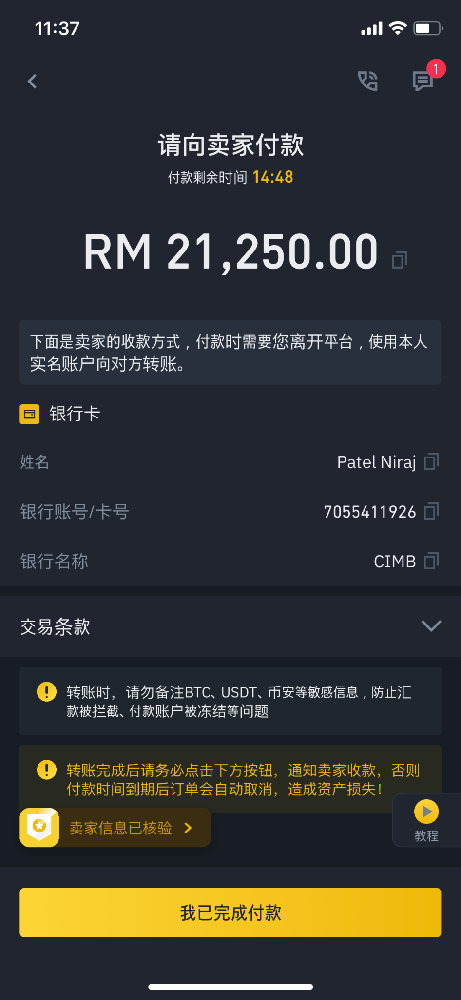 11:37
1
请向卖家付款
付款剩余时间 14:48
RM 21,250.00
下面是卖家的收款方式，付款时需要您离开平台，使用本人
实名账户向对方转账。
银行卡
姓名 Patel Niraj
银行账号/卡号 7055411926
银行名称 CIMB
交易条款
转账时，请勿备注BTC、USDT、币安等敏感信息，防止汇
款被拦截、付款账户被冻结等问题
转账完成后请务必点击下方按钮，通知卖家收款，否则
付款时间到期后订单会自动取消，造成资产损失！
卖家信息已核验
教程
我已完成付款